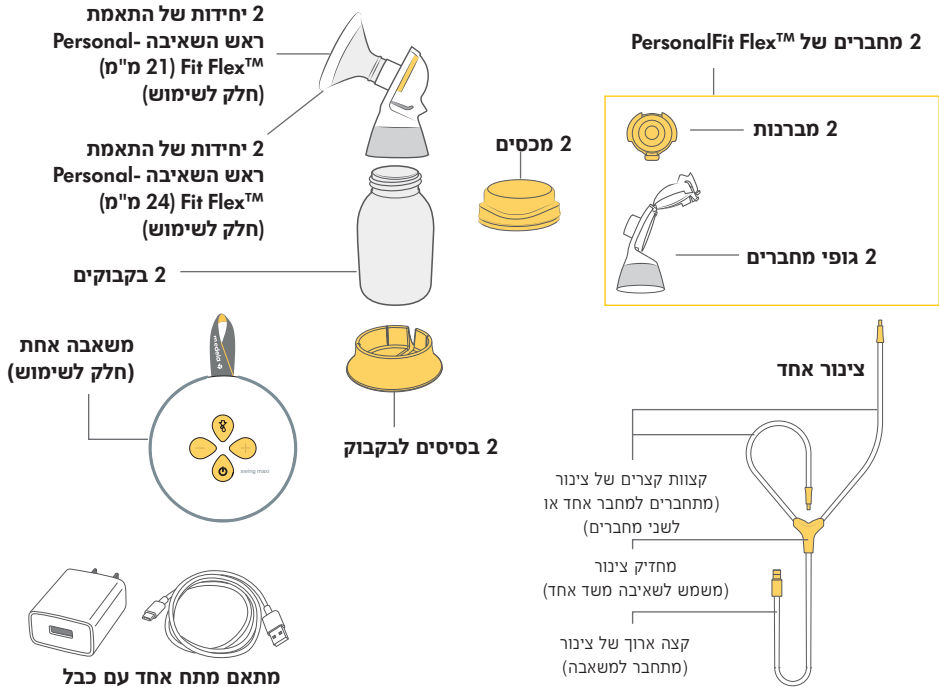 2 יחידות של התאמת
ראש השאיבה Personal-
Fit Flex™ (21 מ"מ)
(חלק לשימוש)
2 יחידות של התאמת
ראש השאיבה Personal-
Fit Flex™ (24 מ"מ)
(חלק לשימוש)
2 בקבוקים
2 מכסים
2 בסיסים לבקבוק
משאבה אחת
(חלק לשימוש)
medela
swing maxi
מתאם מתח אחד עם כבל
2 מחברים של PersonalFit Flex™
2 מברנות
2 גופי מחברים
צינור אחד
קצוות קצרים של צינור
(מתחברים למחבר אחד או
לשני מחברים)
מחזיק צינור
(משמש לשאיבה משד אחד)
קצה ארוך של צינור
(מתחבר למשאבה)